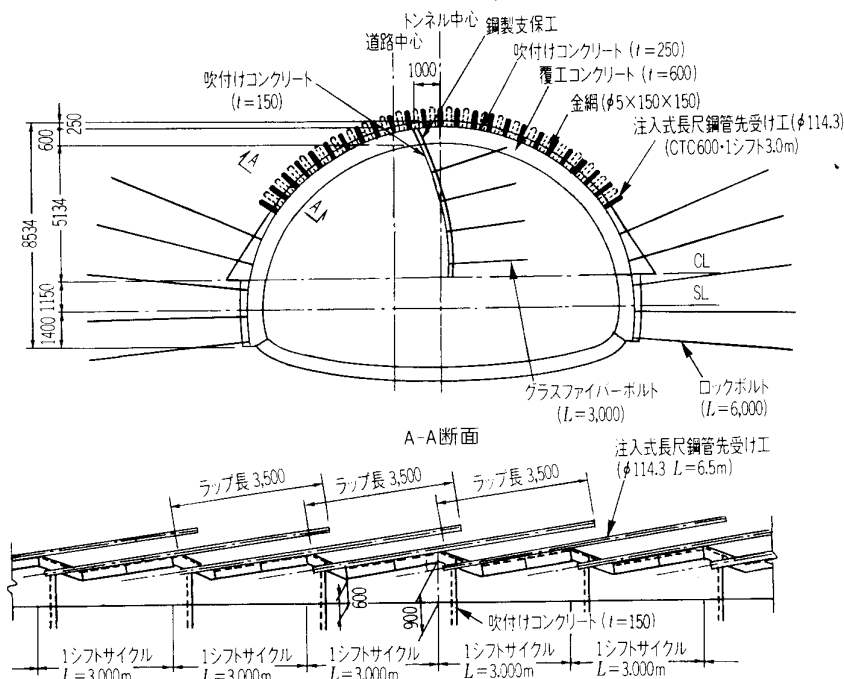 トンネル中心
道路中心
鋼製支保工
1000
吹付けコンクリート (t=250)
覆工コンクリート (t=600)
吹付けコンクリート
(t=150)
金網 (φ5×150×150)
注入式長尺鋼管先受け工 (φ114.3)
(CTC600・1シフト3.0m)
250
600
A
A
8534
5134
1150
1400
CL
SL
グラスファイバーボルト
(L=3,000)
ロックボルト
(L=6,000)
A-A断面
注入式長尺鋼管先受け工
(φ114.3 L=6.5m)
ラップ長 3,500
ラップ長 3,500
ラップ長 3,500
600
900
吹付けコンクリート (t=150)
1シフトサイクル
L=3.000m
1シフトサイクル
L=3.000m
1シフトサイクル
L=3.000m
1シフトサイクル
L=3.000m
1シフトサイクル
L=3.000m